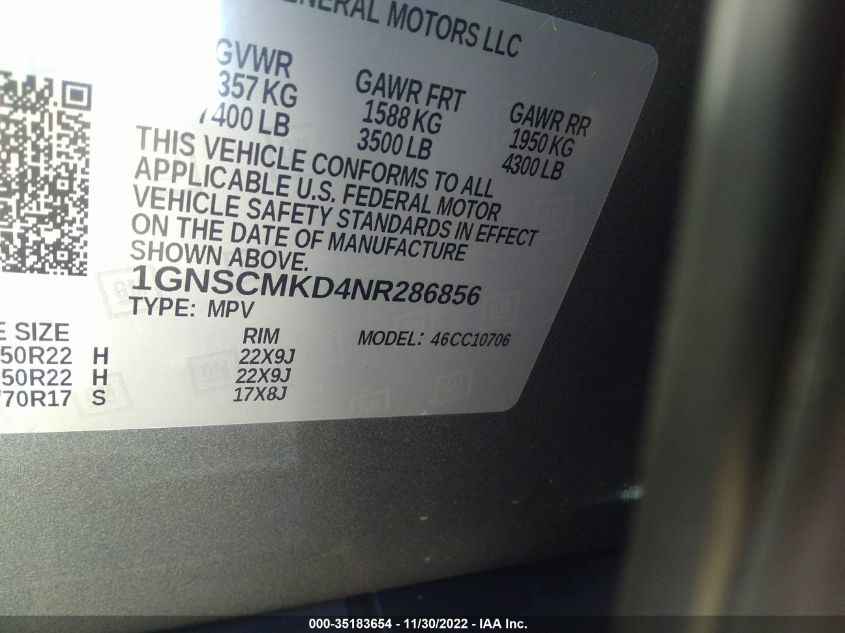 GENERAL MOTORS LLC
GVWR GAWR FRT GAWR RR
357 KG 1588 KG 1950 KG
7400 LB 3500 LB 4300 LB
THIS VEHICLE CONFORMS TO ALL
APPLICABLE U.S. FEDERAL MOTOR
VEHICLE SAFETY STANDARDS IN EFFECT
ON THE DATE OF MANUFACTURE
SHOWN ABOVE.
1GNSCMKD4NR286856
TYPE: MPV
E SIZE RIM MODEL: 46CC10706
50R22 H 22X9J
50R22 H 22X9J
70R17 S 17X8J
GM
000-35183654 - 11/30/2022 - IAA Inc.